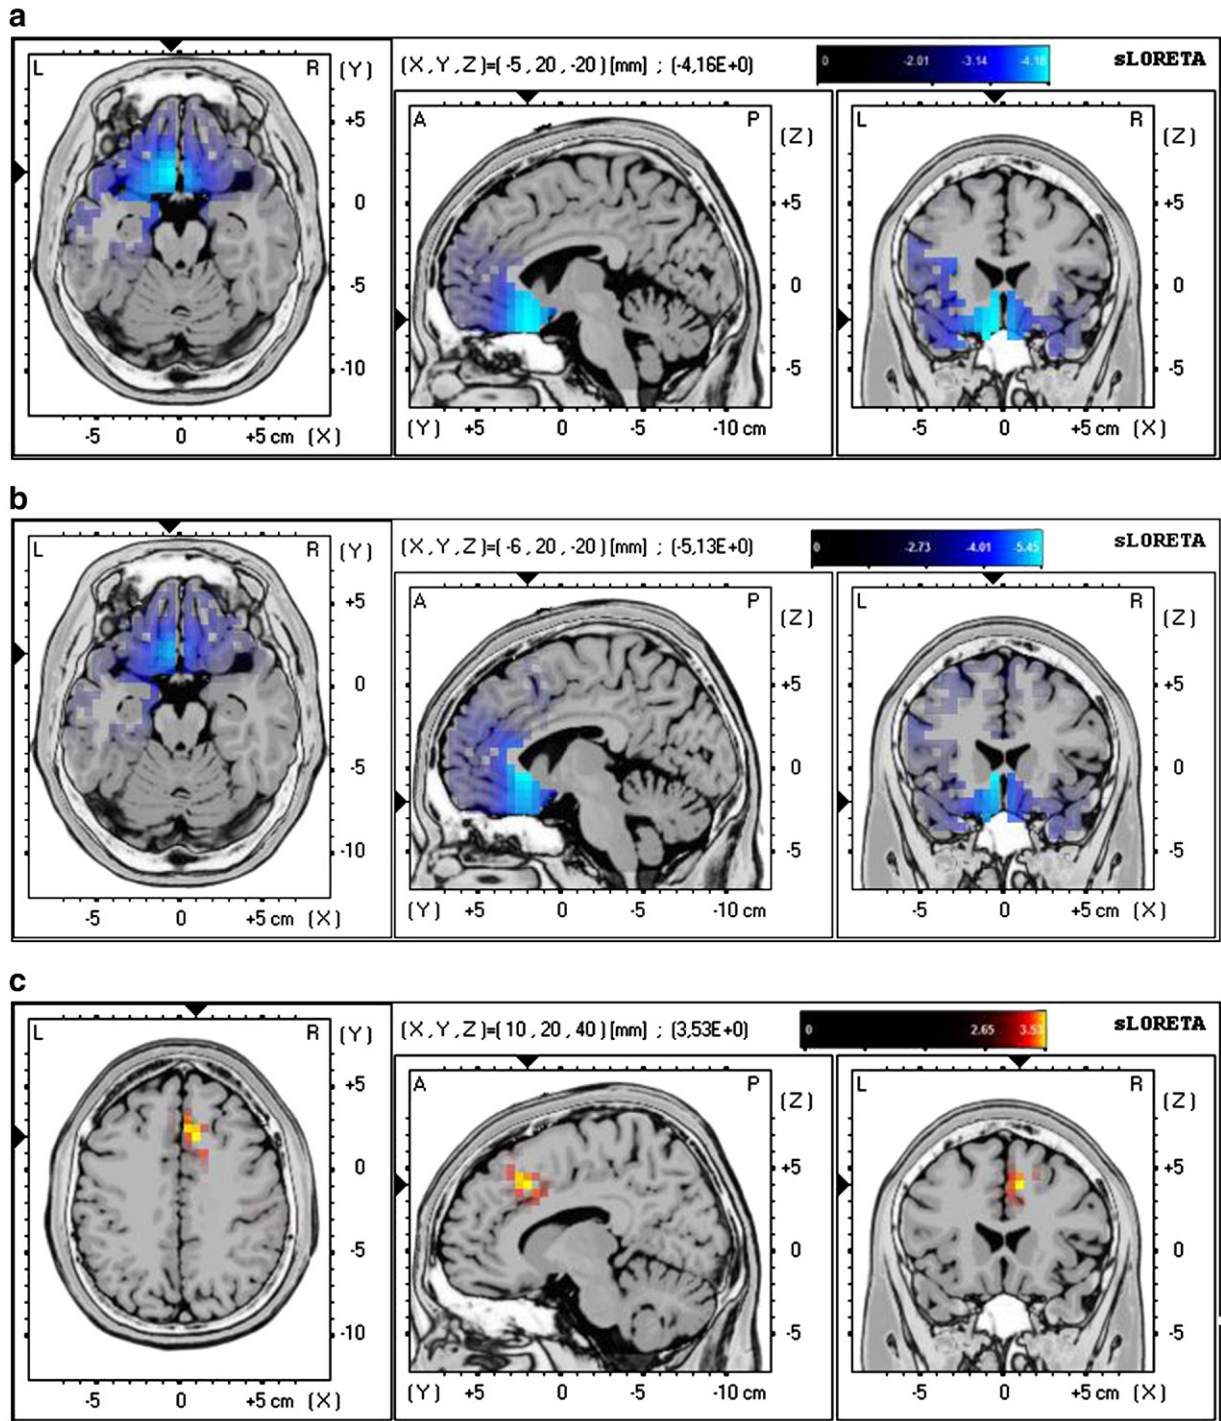 a
L R (Y)
(X,Y,Z)=(-5,20,-20)[mm] ; (-4,16E+0)
0 -2.01 -3.14 -4.18
sLORETA
A P (Z)
L R (Z)
+5
0
-5
-10
+5
0
-5
+5
0
-5
-5 0 +5 cm (X)
(Y) +5 0 -5 -10 cm
-5 0 +5 cm (X)
b
L R (Y)
(X,Y,Z)=(-6,20,-20)[mm] ; (-5,13E+0)
0 -2.73 -4.01 -5.45
sLORETA
A P (Z)
L R (Z)
+5
0
-5
-10
+5
0
-5
+5
0
-5
-5 0 +5 cm (X)
(Y) +5 0 -5 -10 cm
-5 0 +5 cm (X)
c
L R (Y)
(X,Y,Z)=(10,20,40)[mm] ; (3,53E+0)
0 2.65 3.53
sLORETA
A P (Z)
L R (Z)
+5
0
-5
-10
+5
0
-5
+5
0
-5
-5 0 +5 cm (X)
(Y) +5 0 -5 -10 cm
-5 0 +5 cm (X)